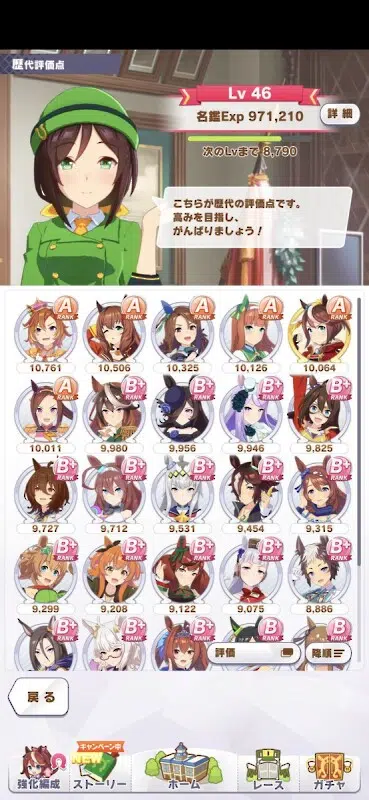 歴代評価点
Lv 46
名鑑Exp 971,210
詳細
次のLvまで 8,790
こちらが歴代の評価点です。
高みを目指し、
がんばりましょう！
A RANK A RANK A RANK A RANK A RANK
10,761 10,506 10,325 10,126 10,064
A RANK B+ RANK B+ RANK B+ RANK B+ RANK
10,011 9,980 9,956 9,946 9,825
B+ RANK B+ RANK B+ RANK B+ RANK B+ RANK
9,727 9,712 9,531 9,454 9,315
B+ RANK B+ RANK B+ RANK B+ RANK B+ RANK
9,299 9,208 9,122 9,075 8,886
B+ RANK B+ RANK B+ RANK B+ RANK B+ RANK
評価 降順
戻る
キャンペーン中
NEW
強化編成 ストーリー ホーム レース ガチャ